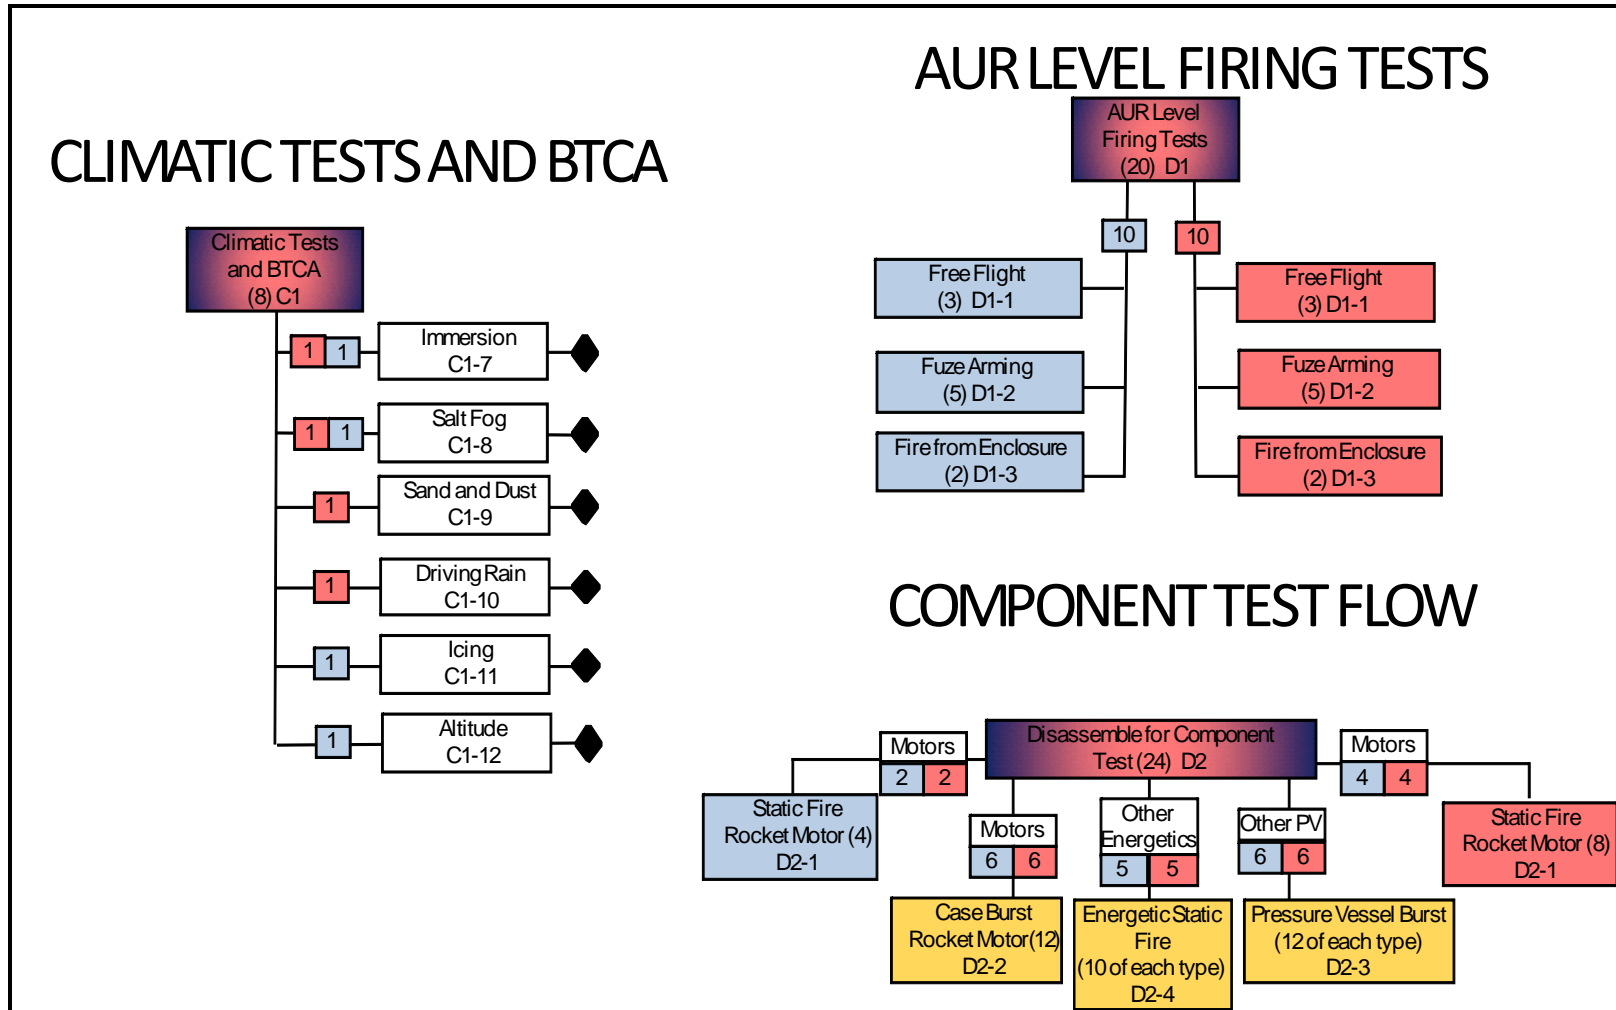 CLIMATIC TESTS AND BTCA
Climatic Tests
and BTCA
(8) C1
1 1
Immersion
C1-7
1 1
Salt Fog
C1-8
1
Sand and Dust
C1-9
1
Driving Rain
C1-10
1
Icing
C1-11
1
Altitude
C1-12
AUR LEVEL FIRING TESTS
AUR Level
Firing Tests
(20) D1
10 10
Free Flight
(3) D1-1
Fuze Arming
(5) D1-2
Fire from Enclosure
(2) D1-3
Free Flight
(3) D1-1
Fuze Arming
(5) D1-2
Fire from Enclosure
(2) D1-3
COMPONENT TEST FLOW
Disassemble for Component
Test (24) D2
Motors
2 2
Static Fire
Rocket Motor (4)
D2-1
Motors
6 6
Case Burst
Rocket Motor (12)
D2-2
Other
Energetics
5 5
Energetic Static
Fire
(10 of each type)
D2-4
Other PV
6 6
Pressure Vessel Burst
(12 of each type)
D2-3
Motors
4 4
Static Fire
Rocket Motor (8)
D2-1